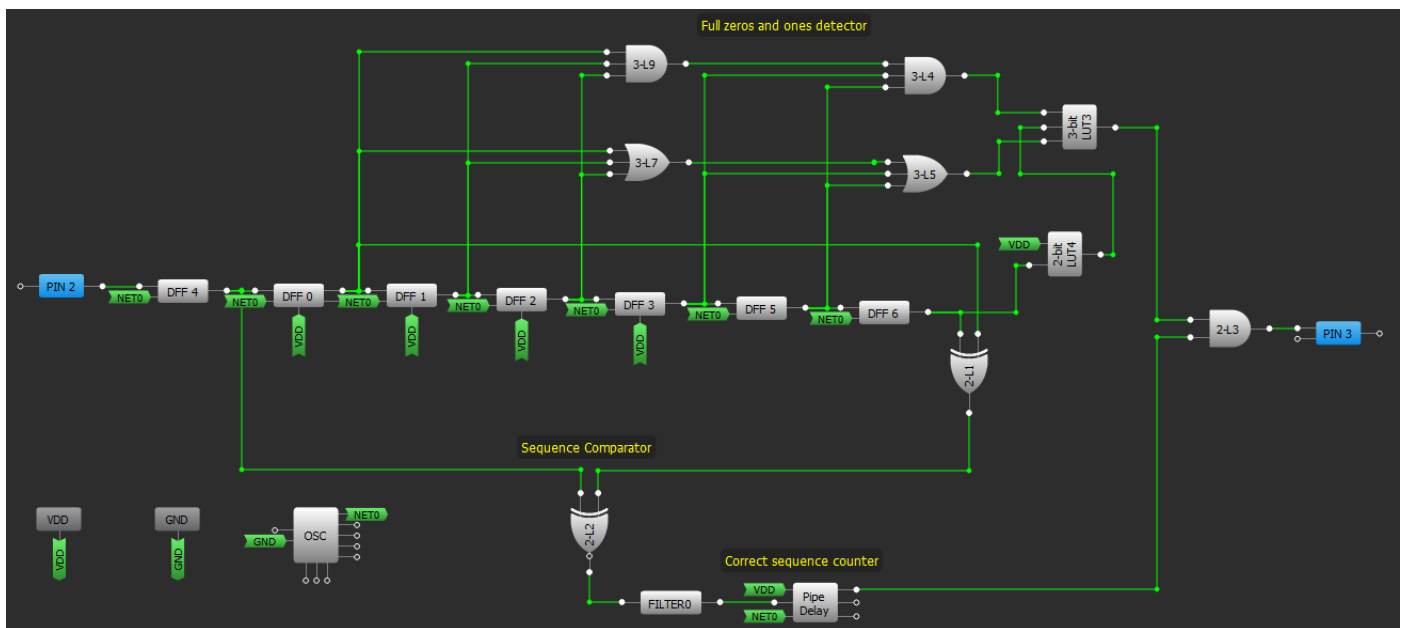 Full zeros and ones detector
3-L9
3-L4
3-bit
LUT3
3-L7
3-L5
VDD
2-bit
LUT4
PIN 2
NET0
DFF 4
NET0
DFF 0
NET0
DFF 1
NET0
DFF 2
NET0
DFF 3
NET0
DFF 5
NET0
DFF 6
VDD
VDD
VDD
VDD
2-L1
2-L3
PIN 3
Sequence Comparator
VDD
VDD
GND
GND
GND
OSC
NET0
2-L2
Correct sequence counter
FILTER0
VDD
NET0
Pipe
Delay